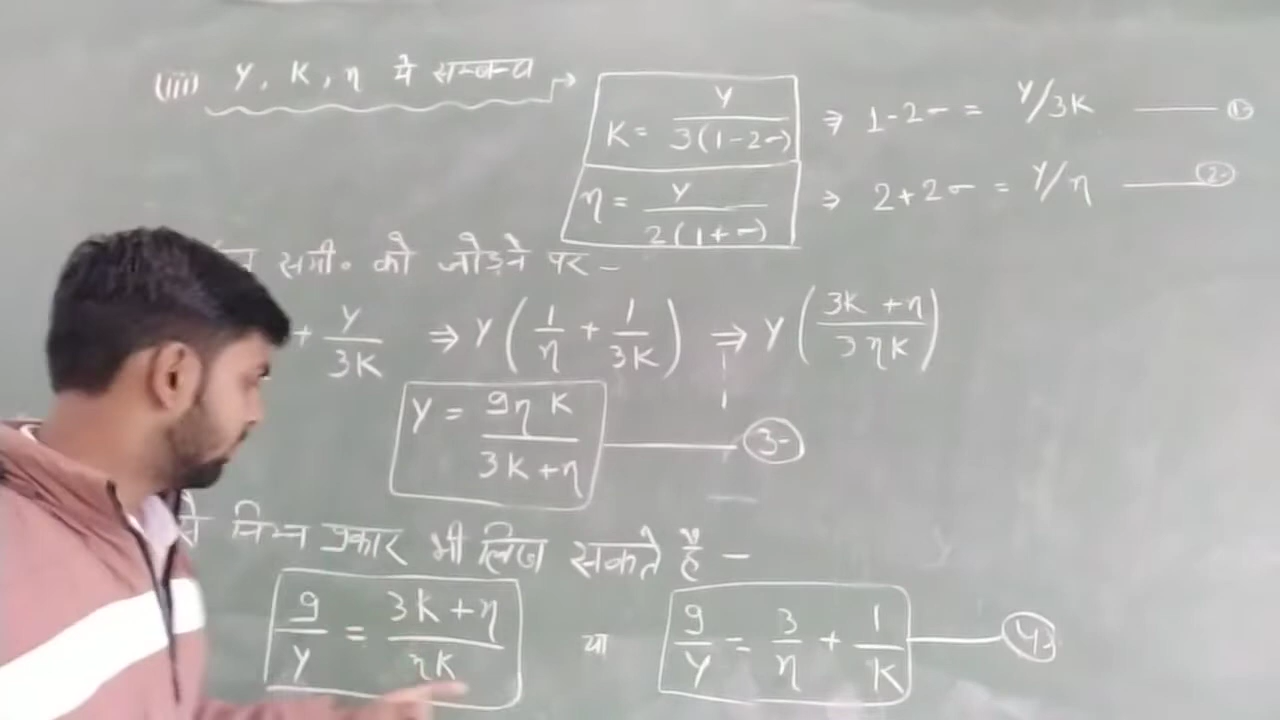 (iii) Y, K, η में सम्बन्ध →
K = Y / 3(1-2σ) ⇒ 1-2σ = Y/3K — ①
η = Y / 2(1+σ) ⇒ 2+2σ = Y/η — ②
समी० को जोडने पर -
+ Y/3K ⇒ Y(1/η + 1/3K) ⇒ Y((3K+η)/3ηK)
Y = 9ηK / (3K+η) — ③
निम्न प्रकार भी लिख सकते हैं -
9/Y = (3K+η)/ηK या 9/Y = 3/η + 1/K — ④